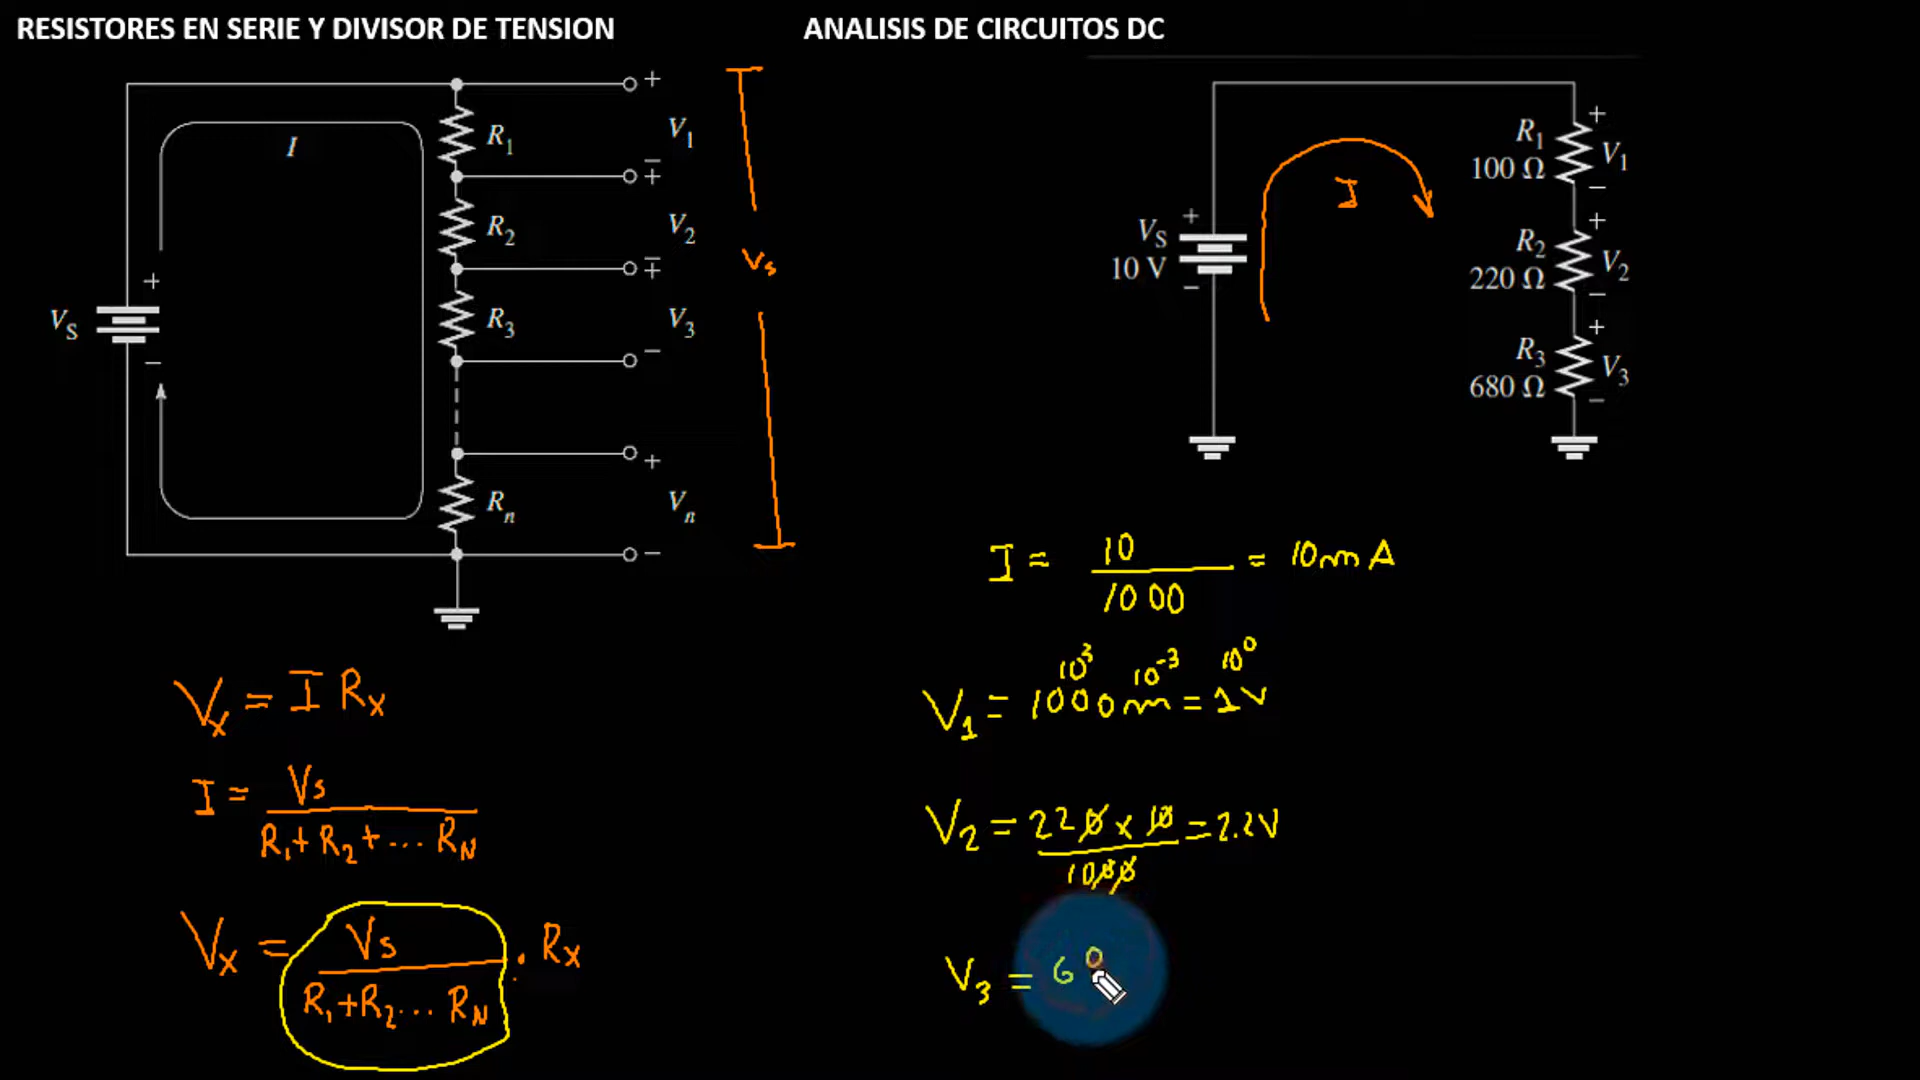 RESISTORES EN SERIE Y DIVISOR DE TENSION
ANALISIS DE CIRCUITOS DC
I
R1
V1
R2
V2
R3
V3
Rn
Vn
VS
+
−
Vs
R1
100 Ω
V1
R2
220 Ω
V2
R3
680 Ω
V3
VS
10 V
I
Vx = I Rx
I = Vs / R1 + R2 + ... RN
Vx = Vs / R1 + R2 ... RN . Rx
I = 10 / 1000 = 10mA
10³ 10⁻³ 10⁰
V1 = 1000m = 1V
V2 = 220 x 10 / 1000 = 2.2V
V3 = 6